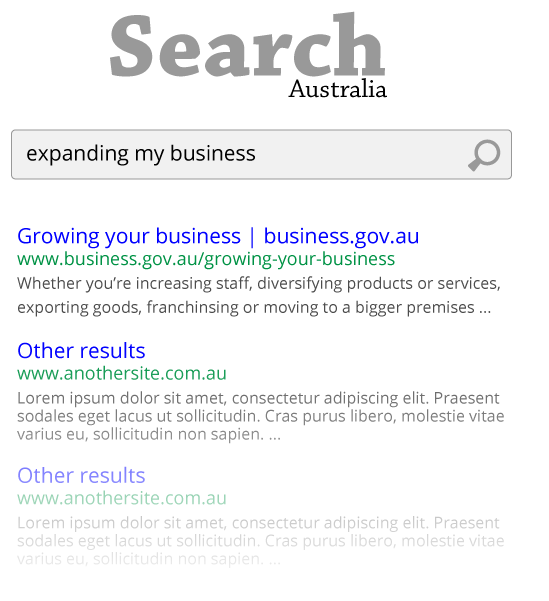 Search
Australia
expanding my business
Growing your business | business.gov.au
www.business.gov.au/growing-your-business
Whether you’re increasing staff, diversifying products or services,
exporting goods, franchinsing or moving to a bigger premises ...
Other results
www.anothersite.com.au
Lorem ipsum dolor sit amet, consectetur adipiscing elit. Praesent
sodales eget lacus ut sollicitudin. Cras purus libero, molestie vitae
varius eu, sollicitudin non sapien. ...
Other results
www.anothersite.com.au
Lorem ipsum dolor sit amet, consectetur adipiscing elit. Praesent
sodales eget lacus ut sollicitudin. Cras purus libero, molestie vitae
varius eu, sollicitudin non sapien. ...